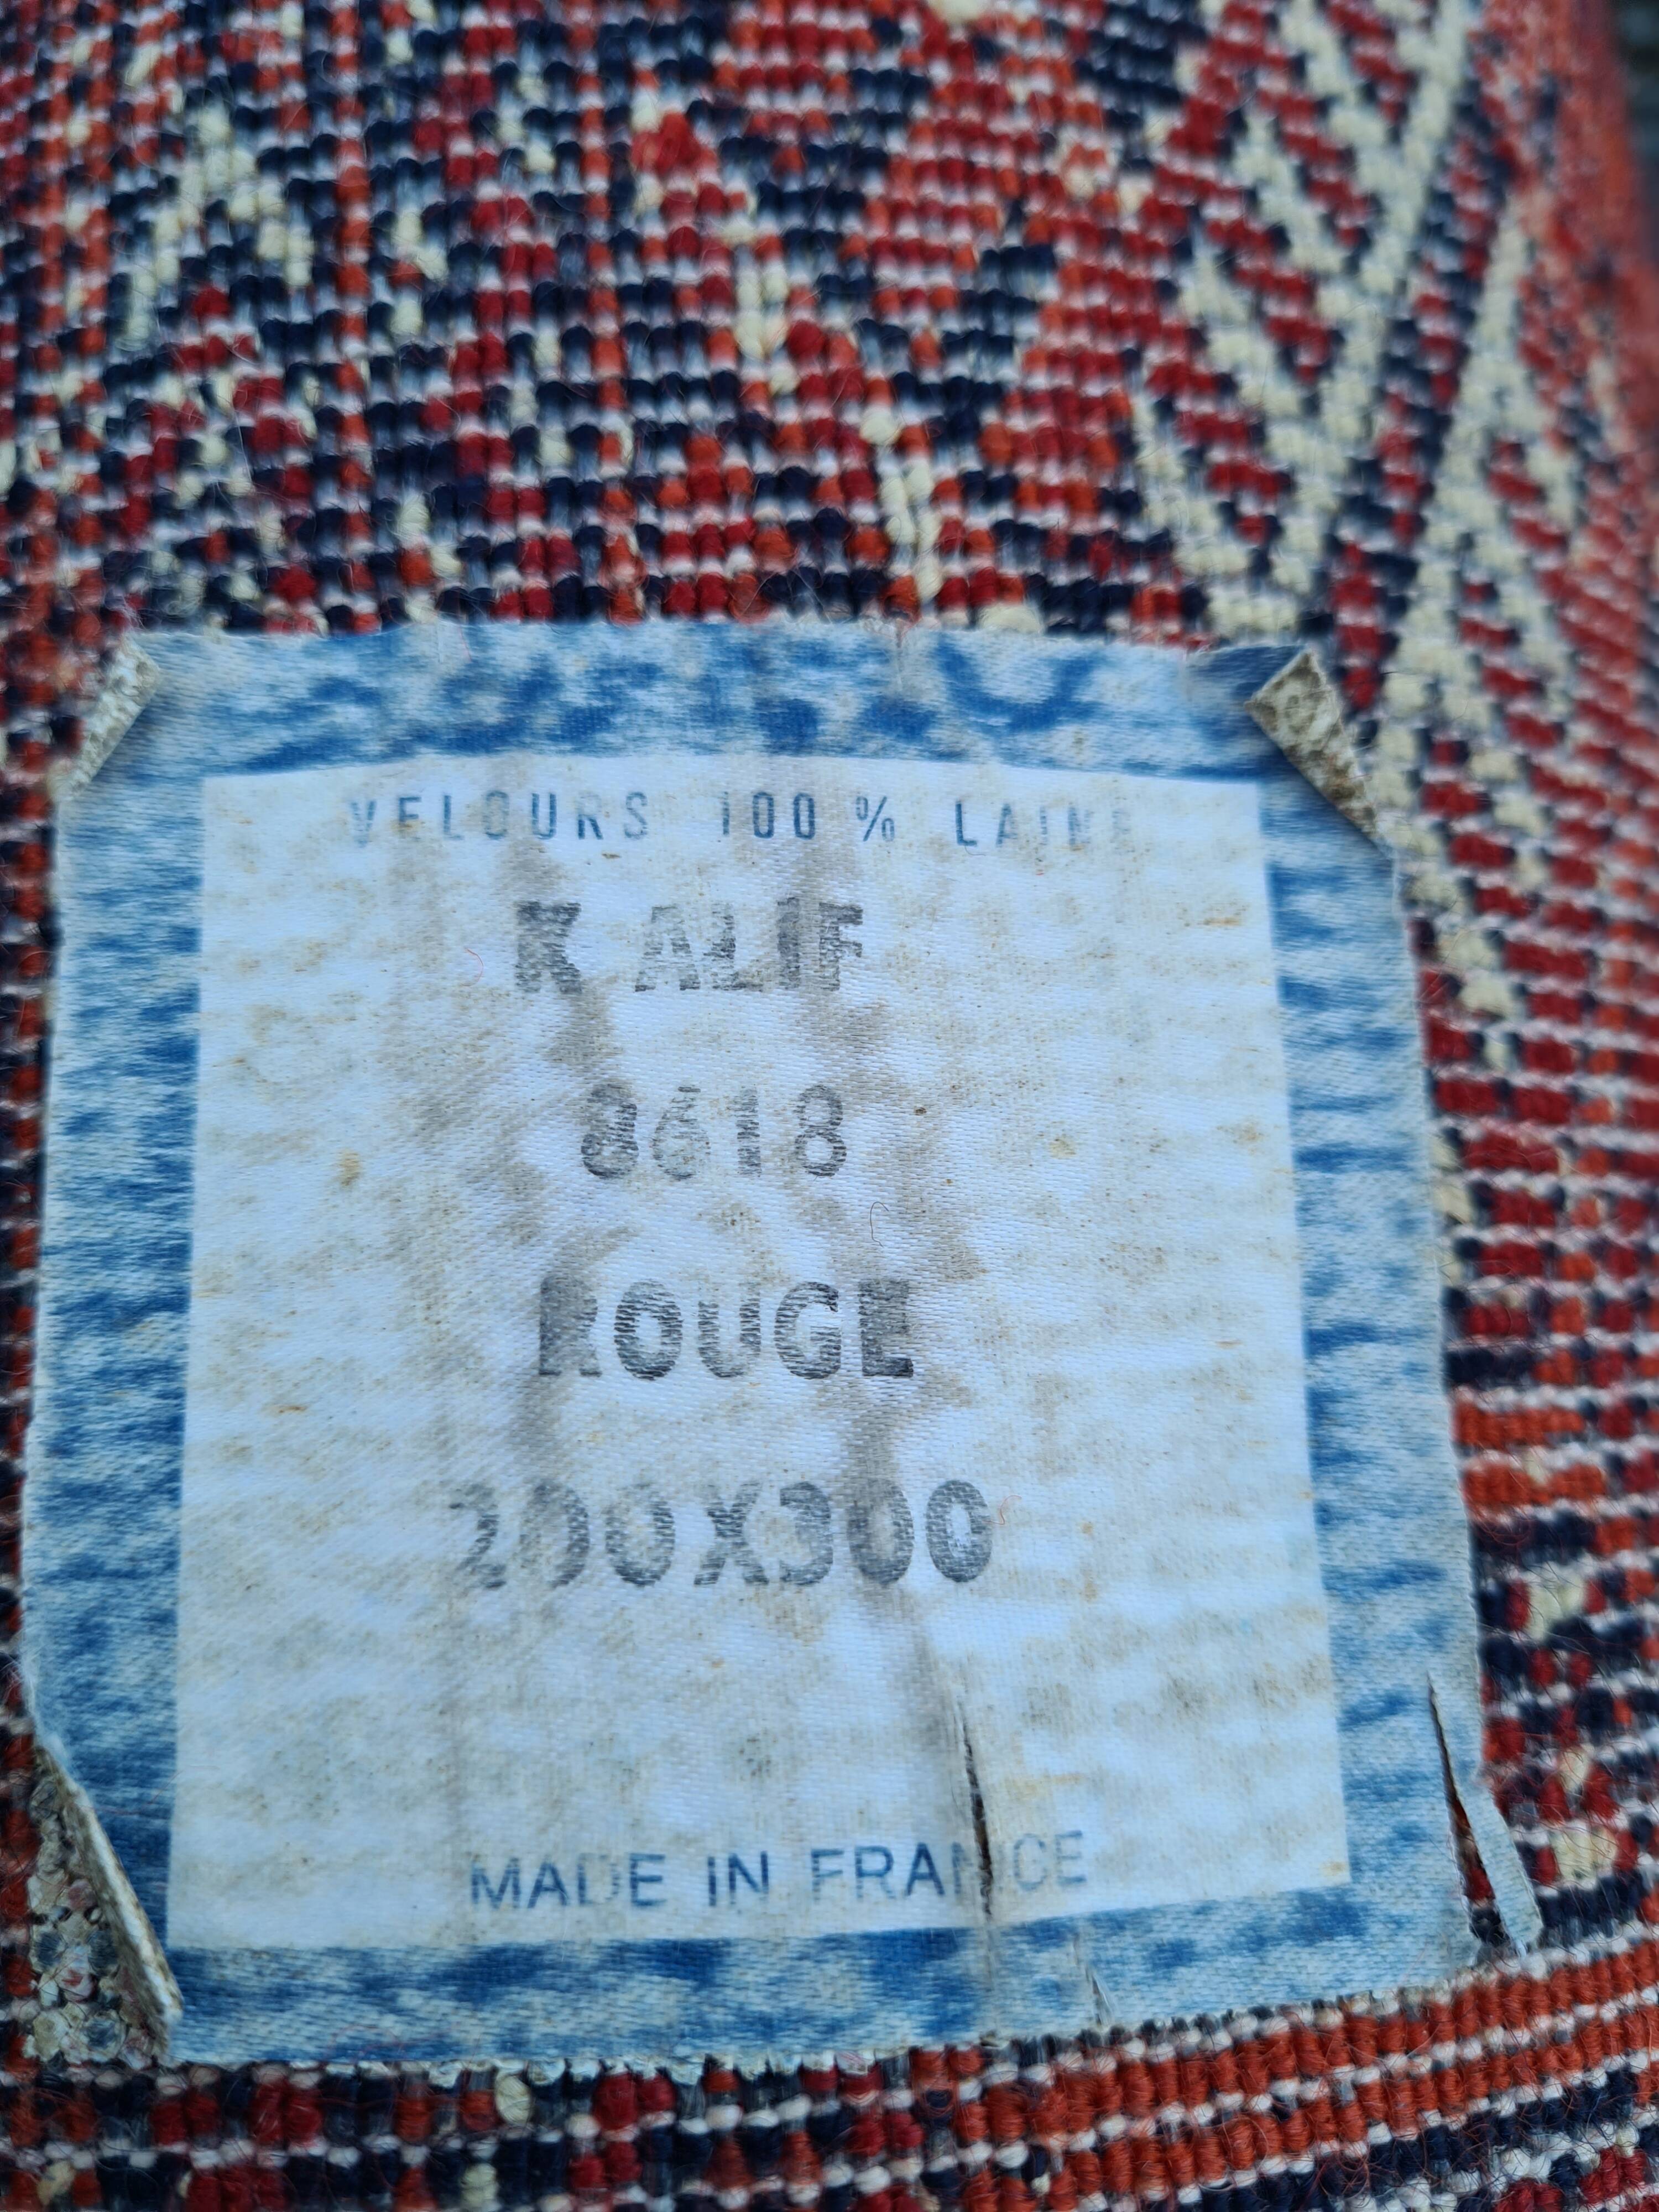 VELOURS 100% LAINE
K ALIF
8618
ROUGE
200X300
MADE IN FRANCE